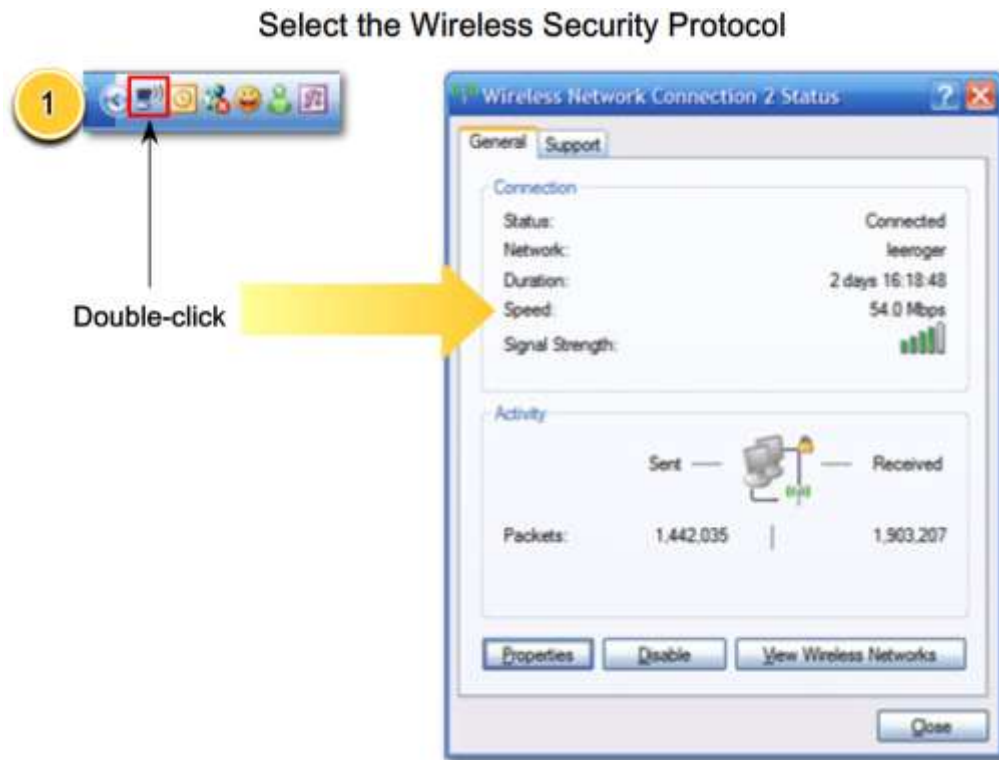 Select the Wireless Security Protocol
1
Double-click
Wireless Network Connection 2 Status
General Support
Connection
Status: Connected
Network: leeroger
Duration: 2 days 16:18:48
Speed: 54.0 Mbps
Signal Strength:
Activity
Sent — Received
Packets: 1,442,035 | 1,903,207
Properties Disable View Wireless Networks
Close